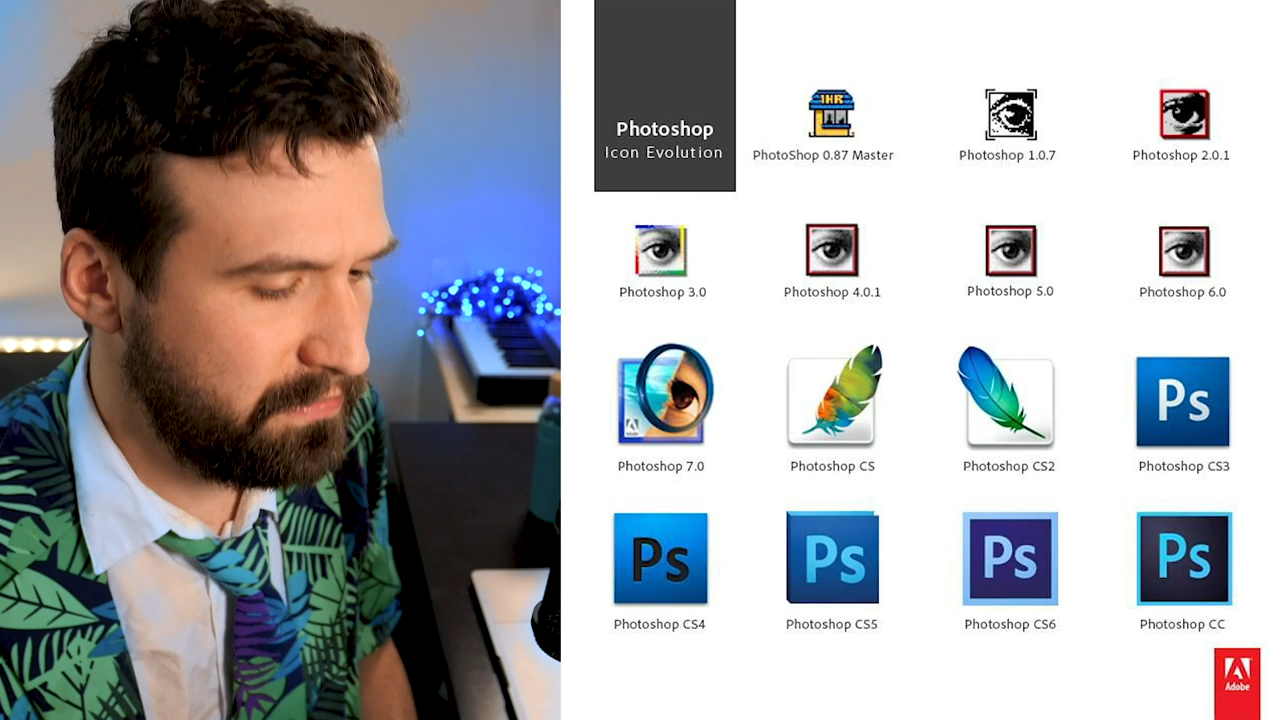 Photoshop
Icon Evolution
1HR
PhotoShop 0.87 Master
Photoshop 1.0.7
Photoshop 2.0.1
Photoshop 3.0
Photoshop 4.0.1
Photoshop 5.0
Photoshop 6.0
Adobe
Photoshop 7.0
Photoshop CS
Photoshop CS2
Ps
Photoshop CS3
Ps
Ps
Ps
Ps
Photoshop CS4
Photoshop CS5
Photoshop CS6
Photoshop CC
Adobe